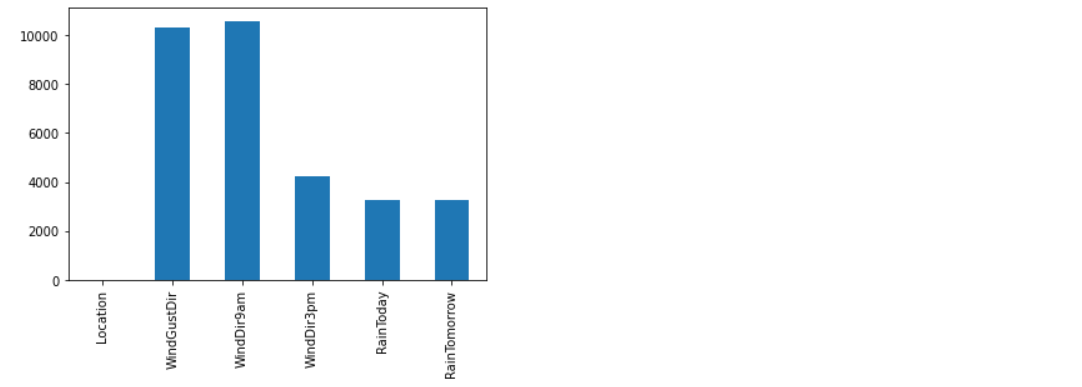 10000
8000
6000
4000
2000
0
Location
WindGustDir
WindDir9am
WindDir3pm
RainToday
RainTomorrow